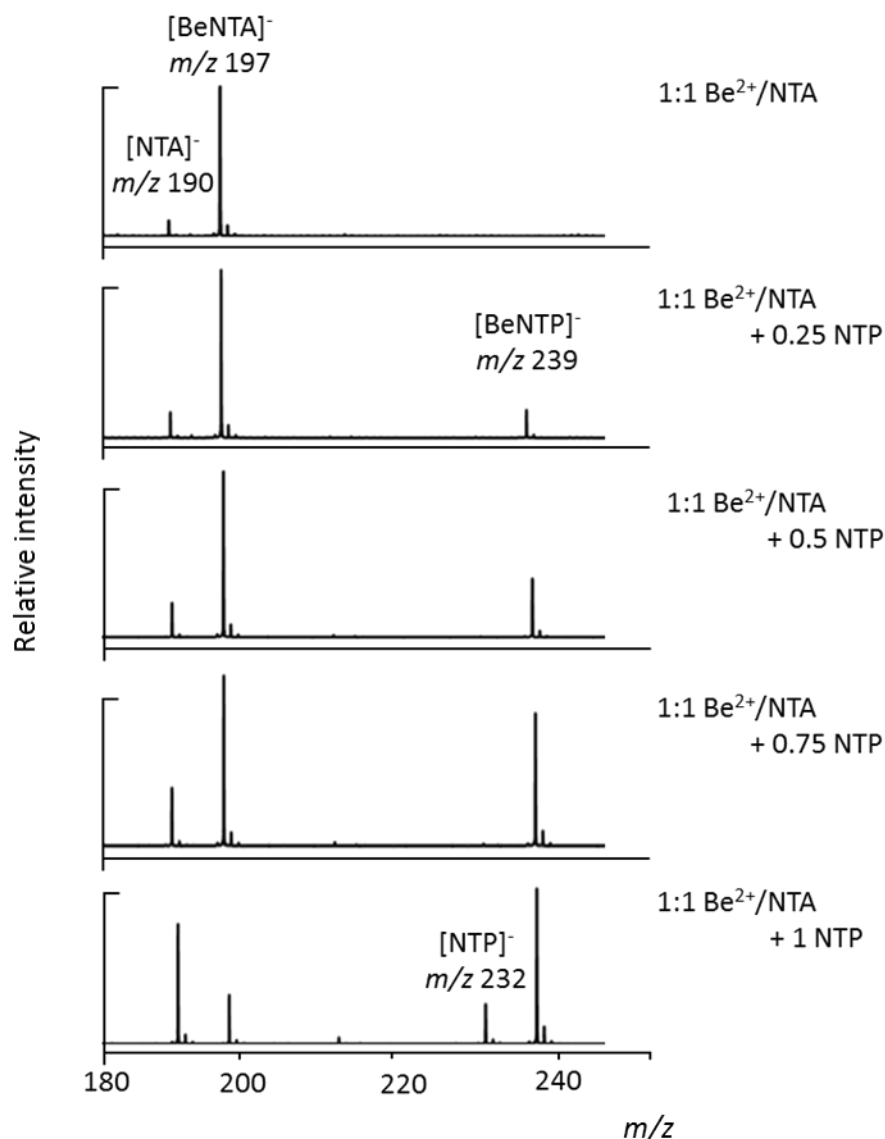 [BeNTA]⁻
m/z 197
1:1 Be²⁺/NTA
[NTA]⁻
m/z 190
1:1 Be²⁺/NTA
+ 0.25 NTP
[BeNTP]⁻
m/z 239
1:1 Be²⁺/NTA
+ 0.5 NTP
Relative intensity
1:1 Be²⁺/NTA
+ 0.75 NTP
1:1 Be²⁺/NTA
+ 1 NTP
[NTP]⁻
m/z 232
180 200 220 240
m/z